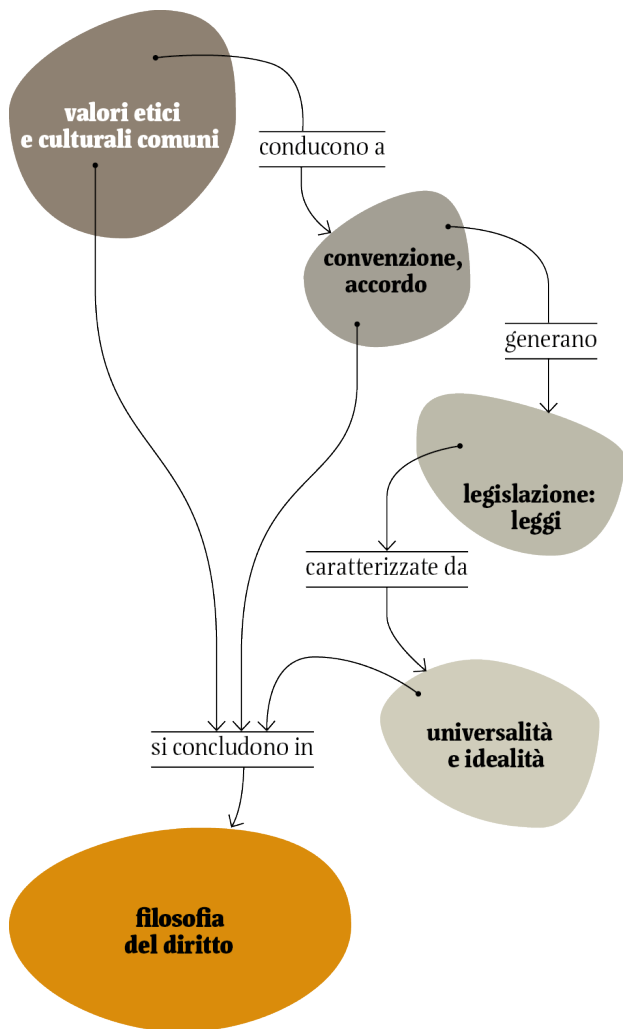 valori etici
e culturali comuni
conducono a
convenzione,
accordo
generano
legislazione:
leggi
caratterizzate da
universalità
e idealità
si concludono in
filosofia
del diritto